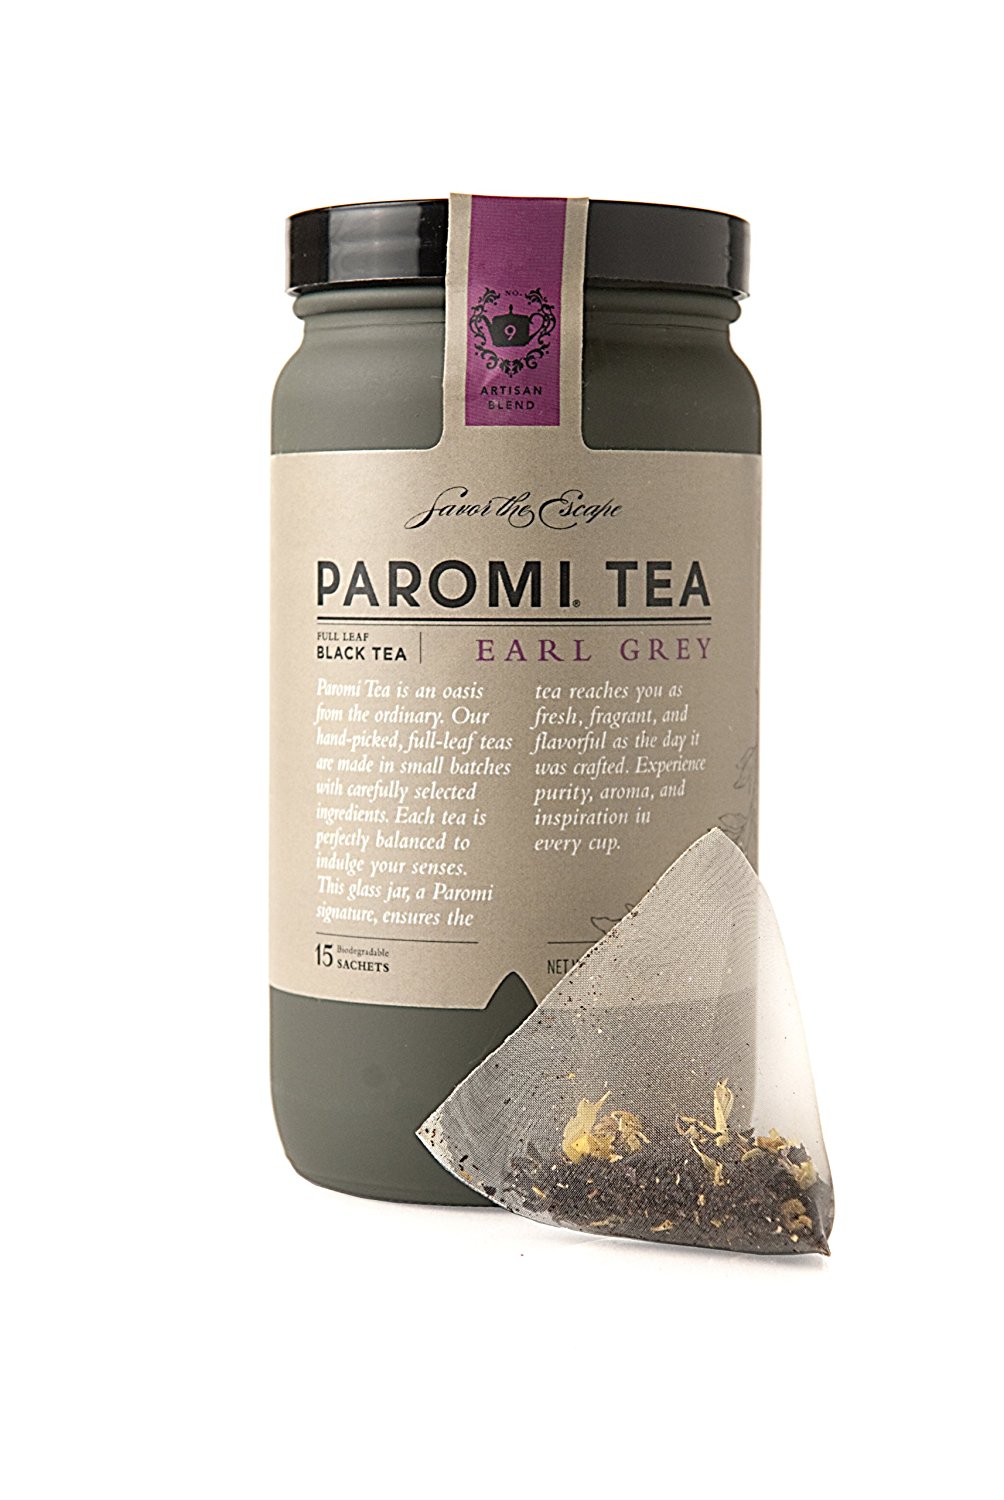 NO.
9
ARTISAN
BLEND
Savor the Escape
PAROMI® TEA
FULL LEAF
BLACK TEA
EARL GREY
Paromi Tea is an oasis
from the ordinary. Our
hand-picked, full-leaf teas
are made in small batches
with carefully selected
ingredients. Each tea is
perfectly balanced to
indulge your senses.
This glass jar, a Paromi
signature, ensures the
tea reaches you as
fresh, fragrant, and
flavorful as the day it
was crafted. Experience
purity, aroma, and
inspiration in
every cup.
15 Biodegradable
SACHETS
NET